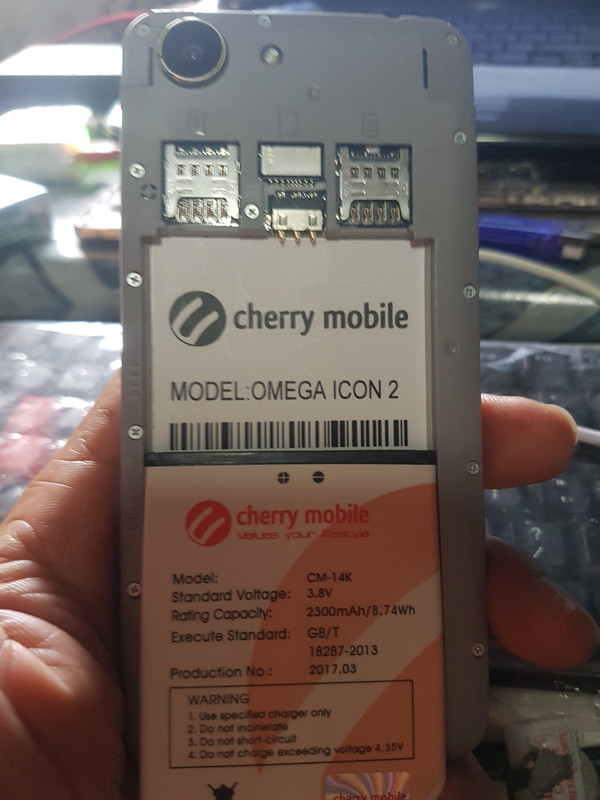 cherry mobile
MODEL:OMEGA ICON 2
cherry mobile
Values your lifestyle
Model: CM-14K
Standard Voltage: 3.8V
Rating Capacity: 2300mAh/8.74Wh
Execute Standard: GB/T
18287-2013
Production No.: 2017.03
WARNING
1. Use specified charger only
2. Do not incinerate
3. Do not short-circuit
4. Do not charge exceeding voltage 4.35V
cherry mobile